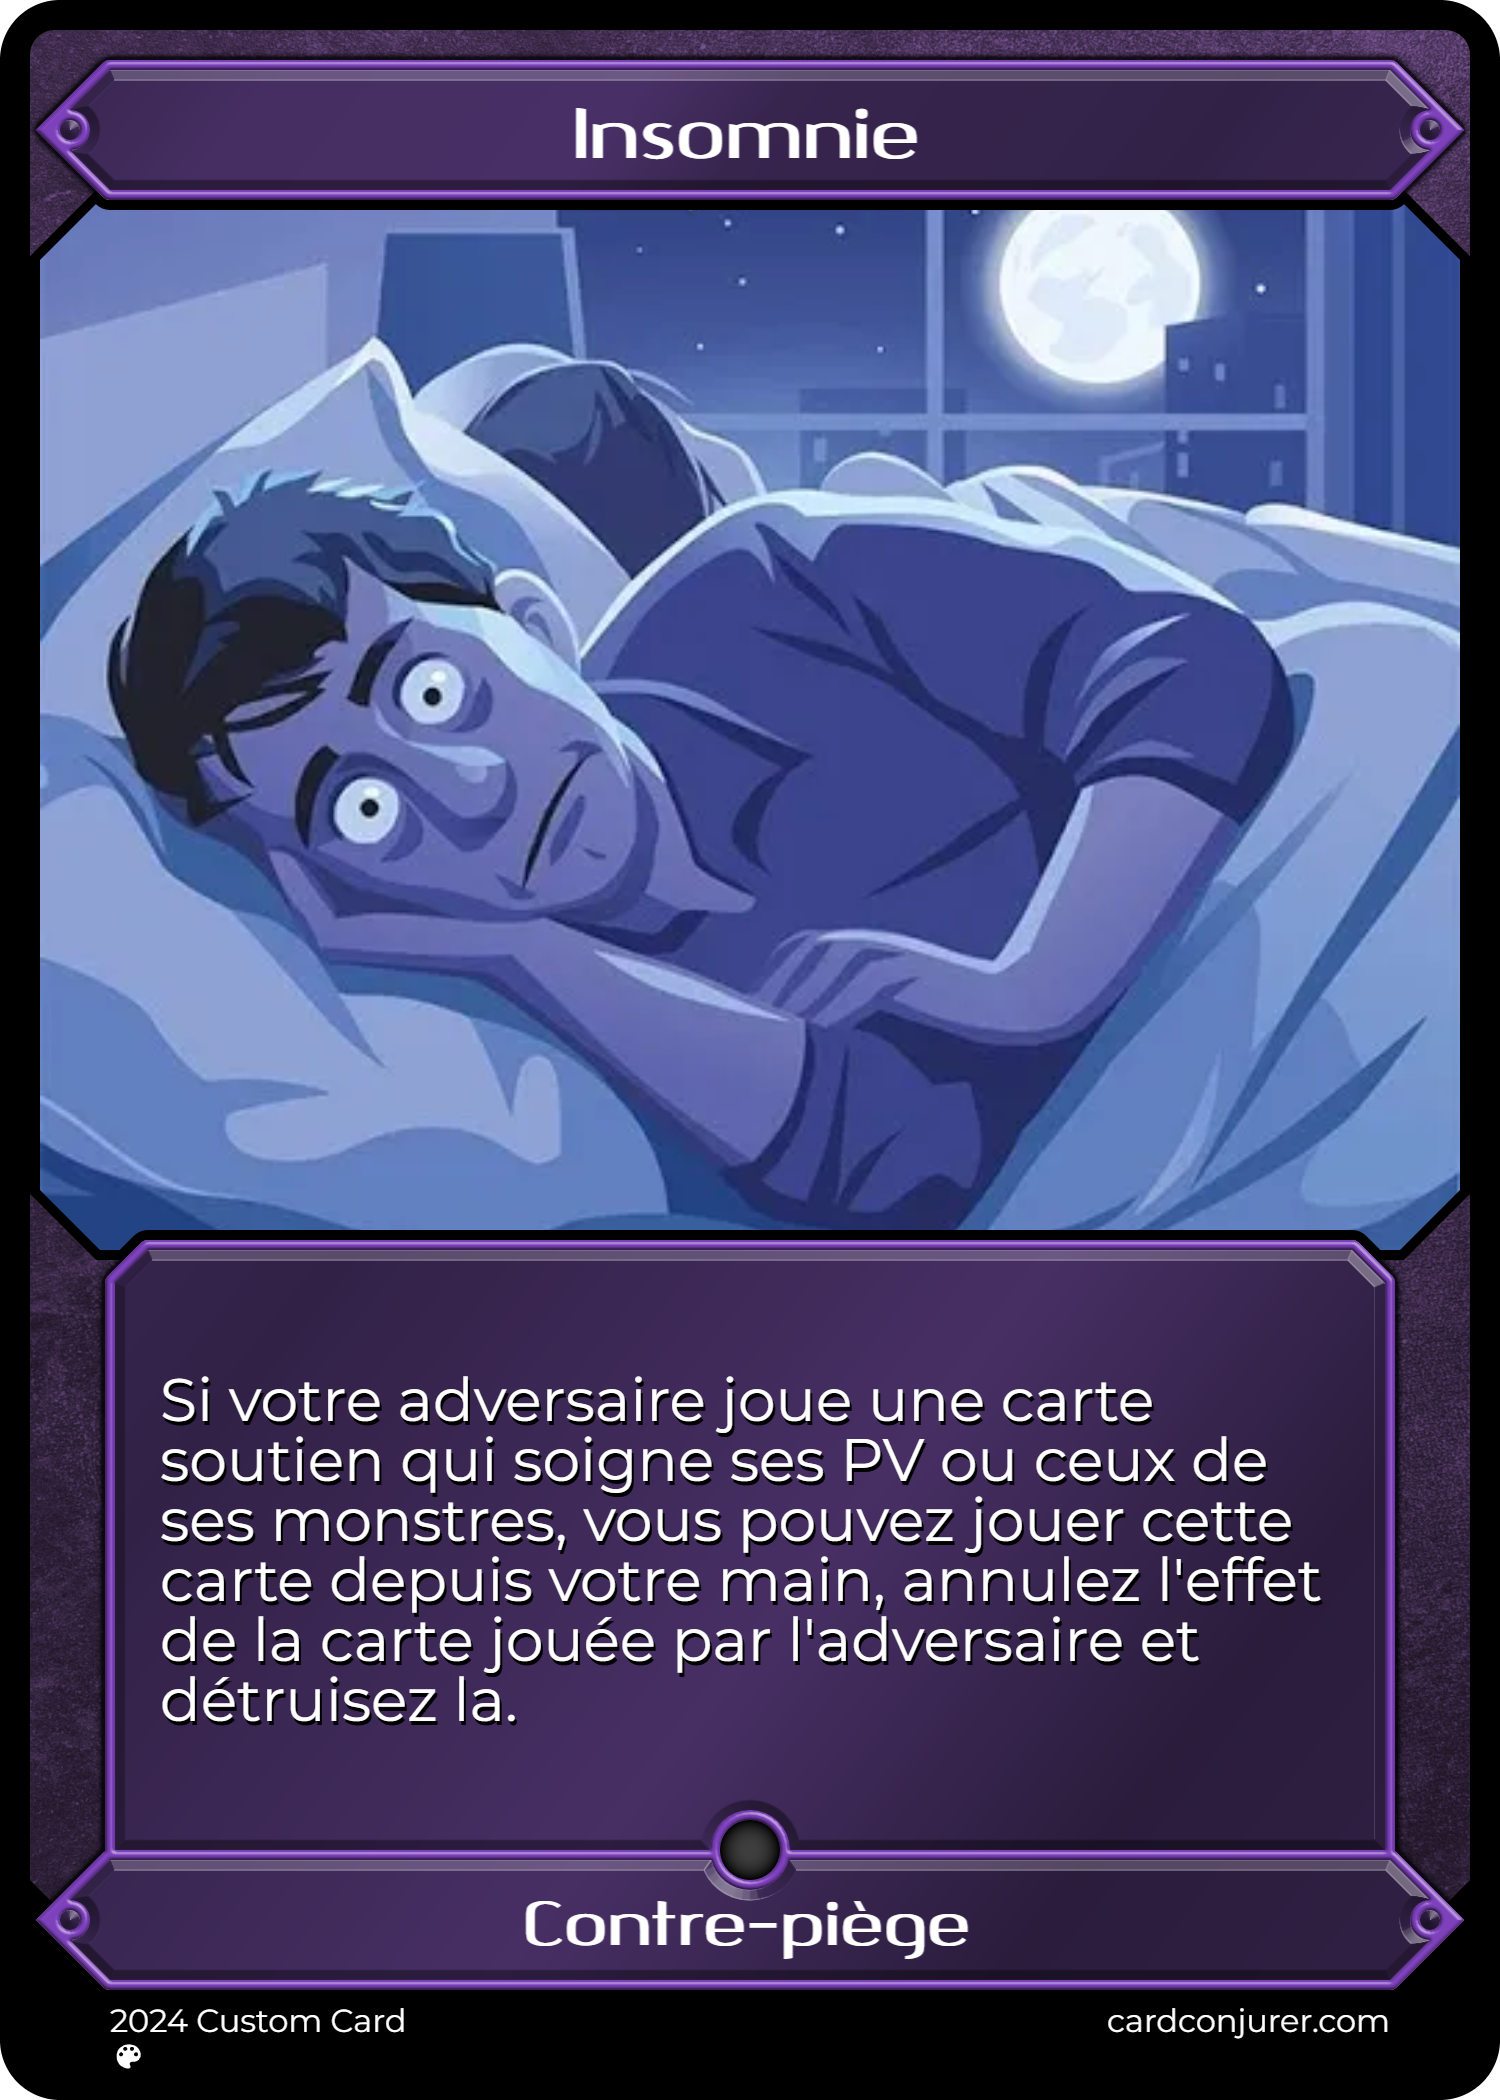 Insomnie
Si votre adversaire joue une carte
soutien qui soigne ses PV ou ceux de
ses monstres, vous pouvez jouer cette
carte depuis votre main, annulez l'effet
de la carte jouée par l'adversaire et
détruisez la.
Contre-piège
2024 Custom Card
cardconjurer.com